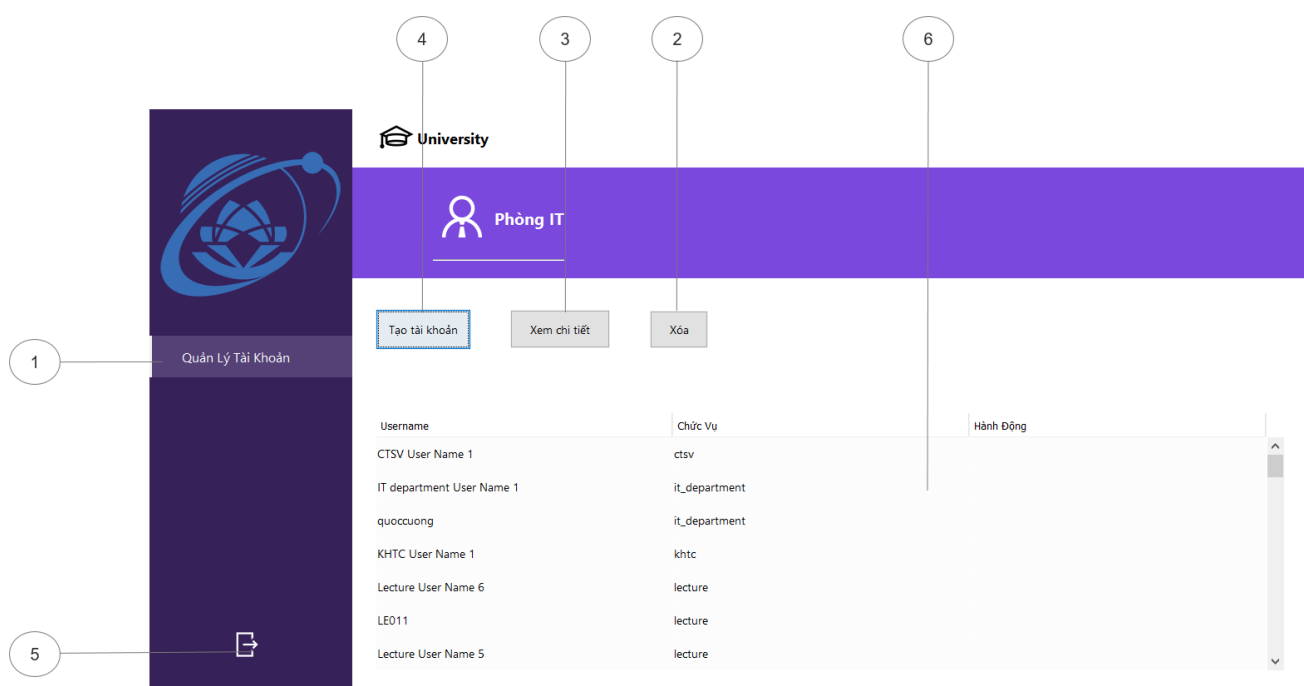 4 3 2 6
University
Phòng IT
Tạo tài khoản Xem chi tiết Xóa
1 Quản Lý Tài Khoản
Username Chức Vụ Hành Động
CTSV User Name 1 ctsv
IT department User Name 1 it_department
quoccuong it_department
KHTC User Name 1 khtc
Lecture User Name 6 lecture
LE011 lecture
5 Lecture User Name 5 lecture